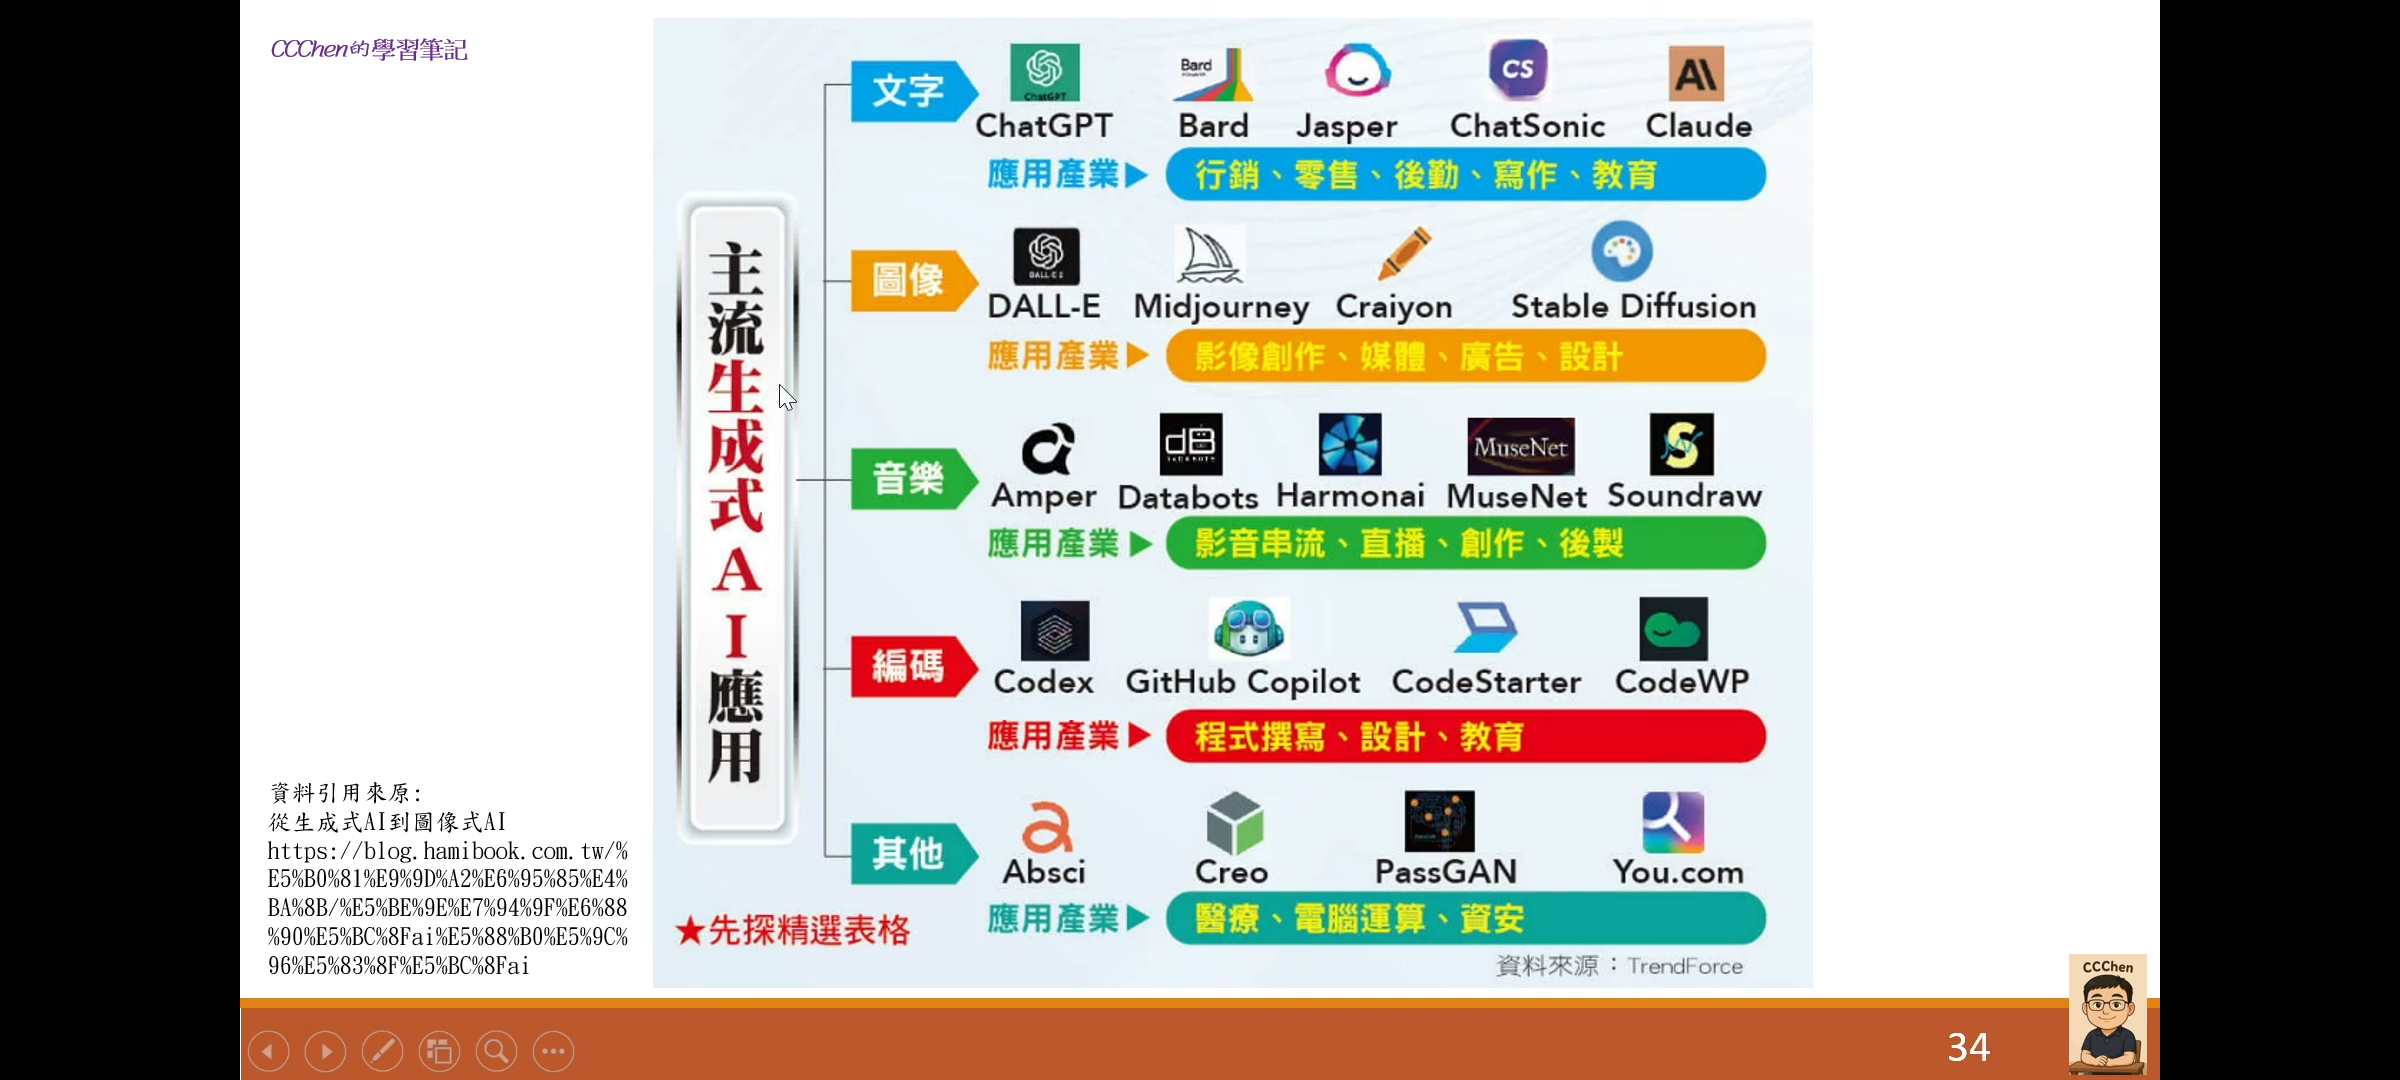 CCChen的學習筆記
主流生成式AI應用
文字
ChatGPT
Bard
CS
ChatGPT Bard Jasper ChatSonic Claude
應用產業▶ 行銷、零售、後勤、寫作、教育
圖像
DALL-E 2
DALL-E Midjourney Craiyon Stable Diffusion
應用產業▶ 影像創作、媒體、廣告、設計
音樂
dB
DADABOTS
MuseNet
Amper Databots Harmonai MuseNet Soundraw
應用產業▶ 影音串流、直播、創作、後製
編碼
Codex GitHub Copilot CodeStarter CodeWP
應用產業▶ 程式撰寫、設計、教育
其他
Absci Creo PassGAN You.com
應用產業▶ 醫療、電腦運算、資安
★先探精選表格
資料來源：TrendForce
資料引用來原:
從生成式AI到圖像式AI
https://blog.hamibook.com.tw/%
E5%B0%81%E9%9D%A2%E6%95%85%E4%
BA%8B/%E5%BE%9E%E7%94%9F%E6%88
%90%E5%BC%8Fai%E5%88%B0%E5%9C%
96%E5%83%8F%E5%BC%8Fai
CCChen
34